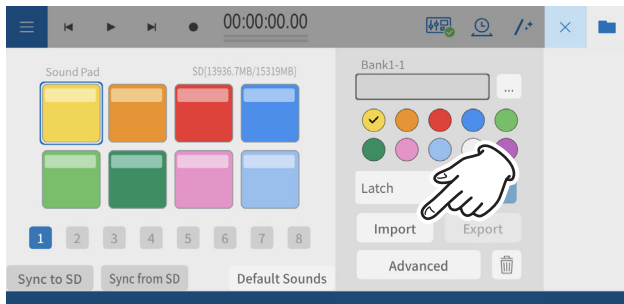 00:00:00.00
Sound Pad SD[13936.7MB/15319MB]
1 2 3 4 5 6 7 8
Sync to SD Sync from SD Default Sounds
Bank1-1
...
Latch
Import Export
Advanced